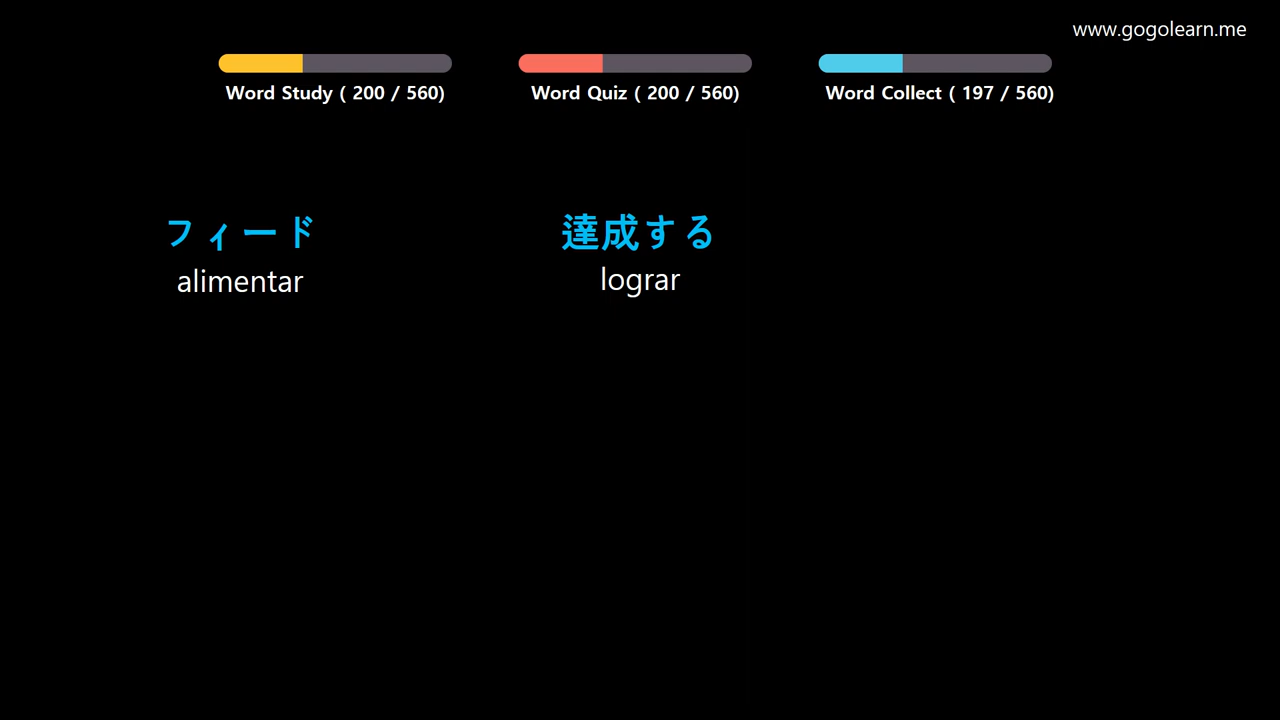 www.gogolearn.me
Word Study ( 200 / 560)
Word Quiz ( 200 / 560)
Word Collect ( 197 / 560)
フィード
alimentar
達成する
lograr